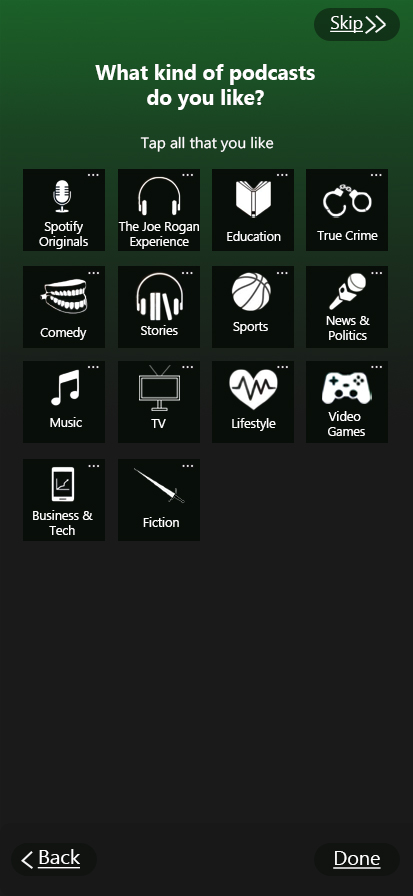 Skip
What kind of podcasts
do you like?
Tap all that you like
Spotify
Originals
The Joe Rogan
Experience
Education
True Crime
Comedy
Stories
Sports
News &
Politics
Music
TV
Lifestyle
Video
Games
Business &
Tech
Fiction
Back
Done